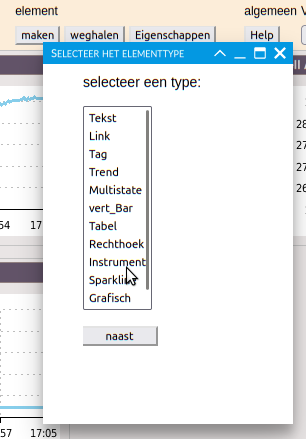 element
algemeen
maken
weghalen
Eigenschappen
Help
Selecteer het elementtype
selecteer een type:
Tekst
Link
Tag
Trend
Multistate
vert_Bar
Tabel
Rechthoek
Instrument
Sparklin
Grafisch
naast
28
27
27
26
54
17:
57
17:05